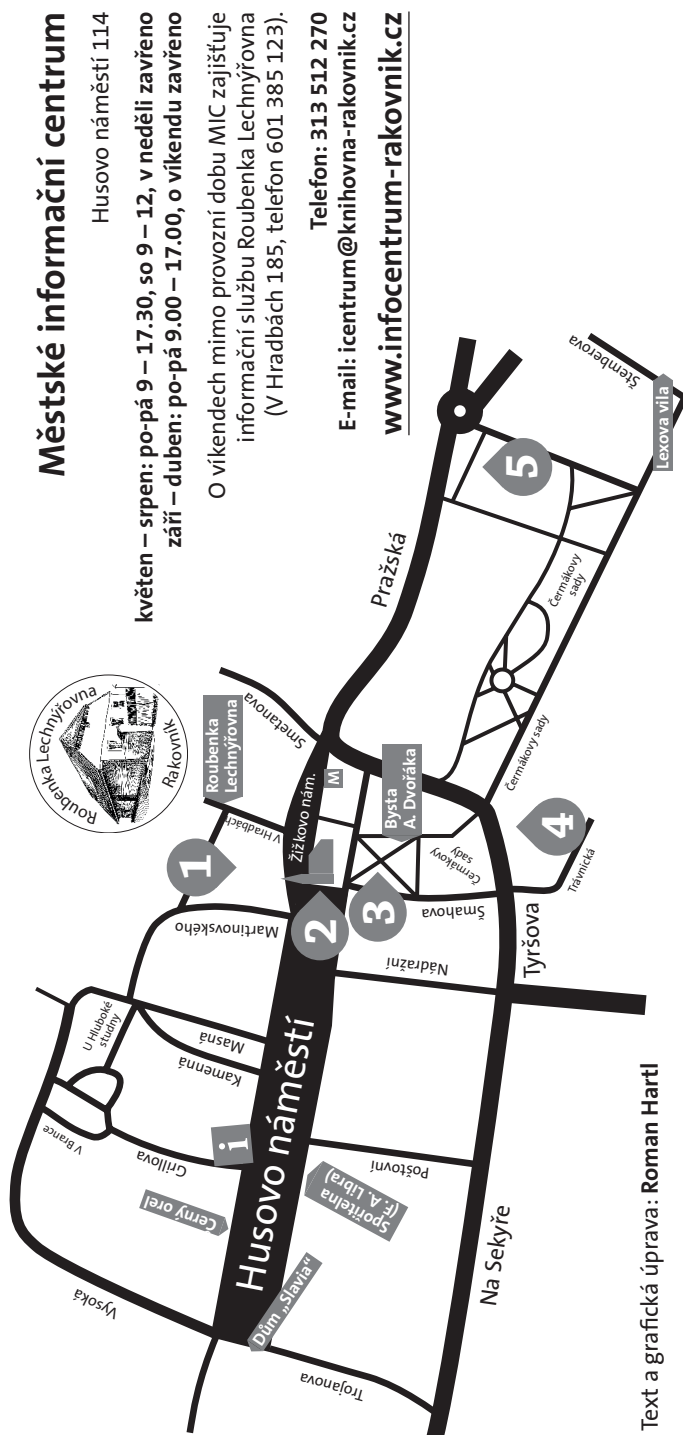 Městské informační centrum
Husovo náměstí 114
květen – srpen: po-pá 9 – 17.30, so 9 – 12, v neděli zavřeno
září – duben: po-pá 9.00 – 17.00, o víkendu zavřeno
O víkendech mimo provozní dobu MIC zajišťuje
informační službu Roubenka Lechnýřovna
(V Hradbách 185, telefon 601 385 123).
Telefon: 313 512 270
E-mail: icentrum@knihovna-rakovnik.cz
www.infocentrum-rakovnik.cz
Roubenka Lechnýřovna
Rakovník
Roubenka
Lechnýřovna
Smetanova
V Hradbách
Žižkovo nám.
M
1
2
3
4
5
Pražská
Bysta
A. Dvořáka
Čermákovy
sady
Čermákovy sady
Čermákovy
sady
Štemberova
Lexova vila
Trávnická
Šmahova
Tyršova
Nádražní
Martinovského
U Hluboké
studny
Masná
Kamenná
V Brance
Grillova
i
Husovo náměstí
Černý orel
Spořitelna
(F. A. Libra)
Poštovní
Dům „Slavia“
Vysoká
Trojanova
Na Sekyře
Text a grafická úprava: Roman Hartl